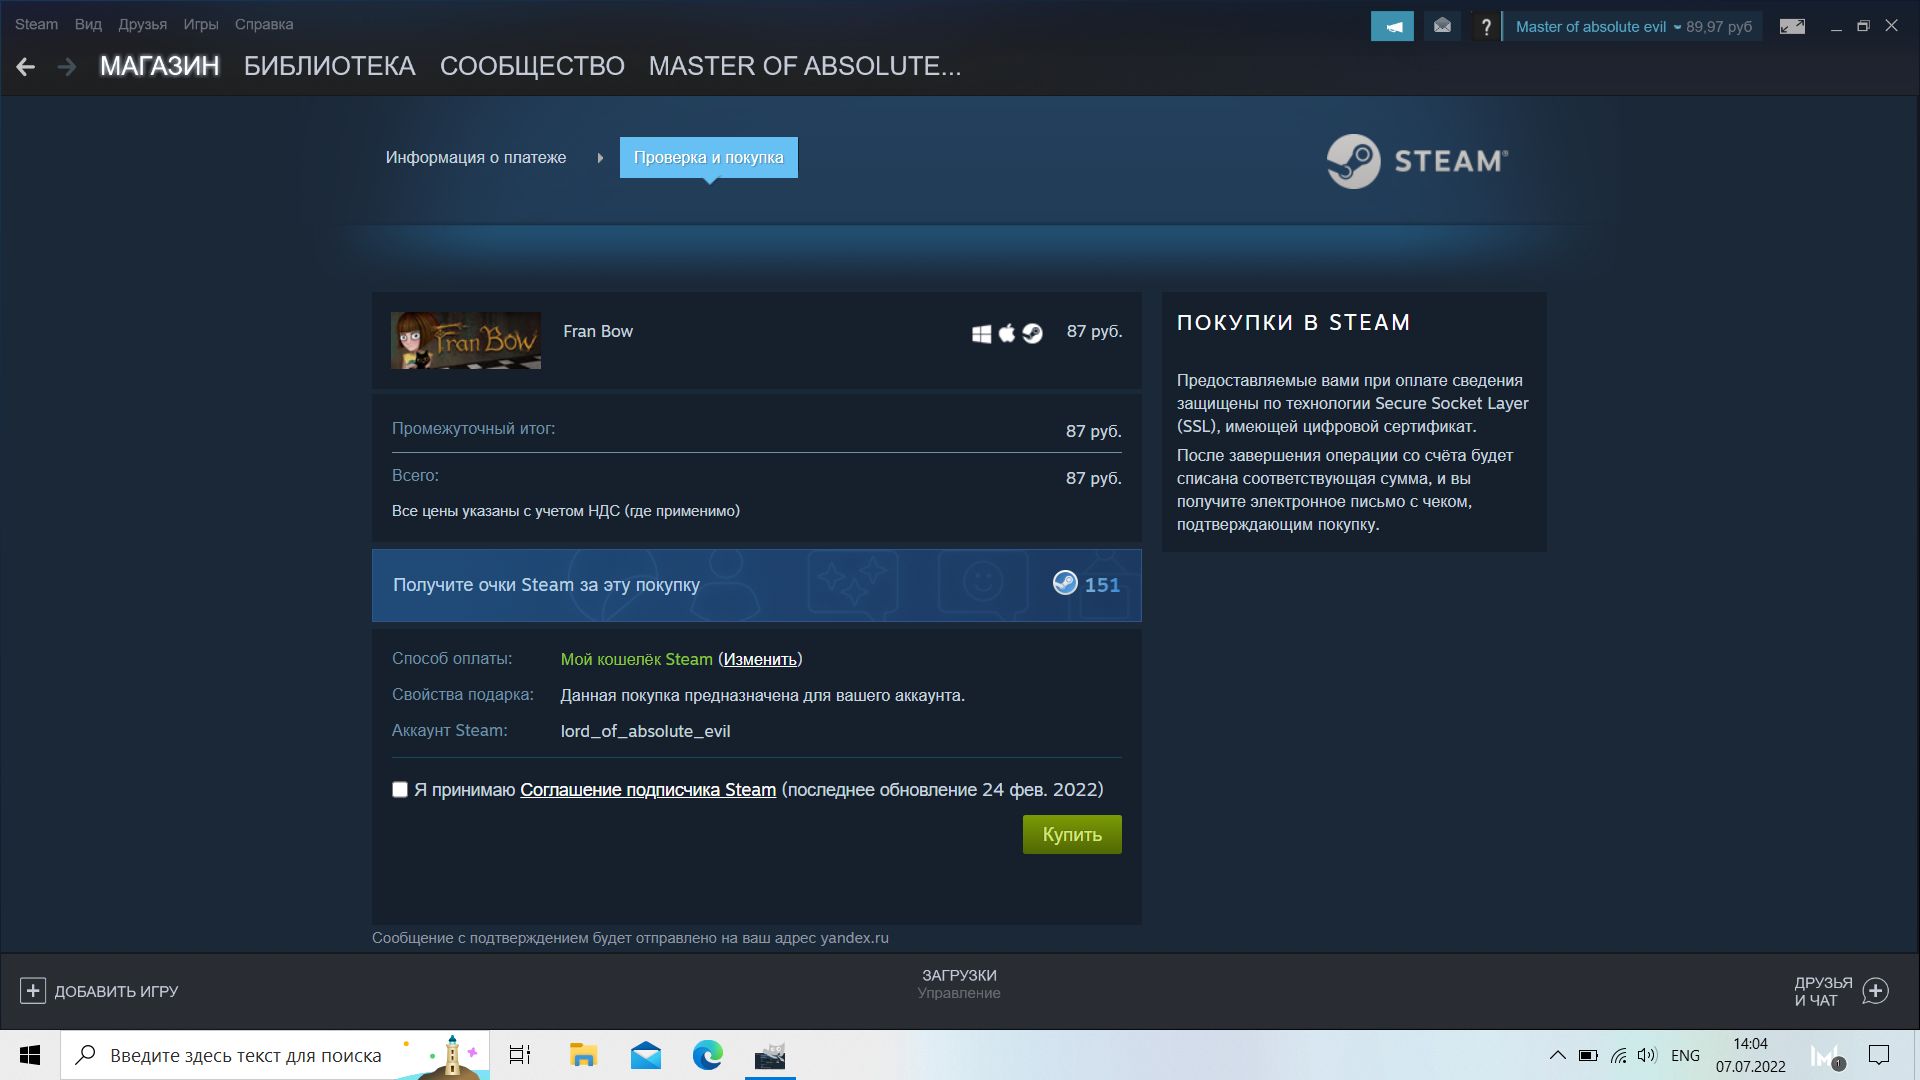 Steam Вид Друзья Игры Справка
? Master of absolute evil 89,97 руб
МАГАЗИН БИБЛИОТЕКА СООБЩЕСТВО MASTER OF ABSOLUTE...
Информация о платеже
Проверка и покупка
STEAM®
Fran Bow
Fran Bow
87 руб.
Промежуточный итог:
87 руб.
Всего:
87 руб.
Все цены указаны с учетом НДС (где применимо)
Получите очки Steam за эту покупку
151
Способ оплаты: Мой кошелёк Steam (Изменить)
Свойства подарка: Данная покупка предназначена для вашего аккаунта.
Аккаунт Steam: lord_of_absolute_evil
Я принимаю Соглашение подписчика Steam (последнее обновление 24 фев. 2022)
Купить
Сообщение с подтверждением будет отправлено на ваш адрес yandex.ru
ПОКУПКИ В STEAM
Предоставляемые вами при оплате сведения
защищены по технологии Secure Socket Layer
(SSL), имеющей цифровой сертификат.
После завершения операции со счёта будет
списана соответствующая сумма, и вы
получите электронное письмо с чеком,
подтверждающим покупку.
ДОБАВИТЬ ИГРУ
ЗАГРУЗКИ
Управление
ДРУЗЬЯ
И ЧАТ
Введите здесь текст для поиска
ENG
14:04
07.07.2022
1